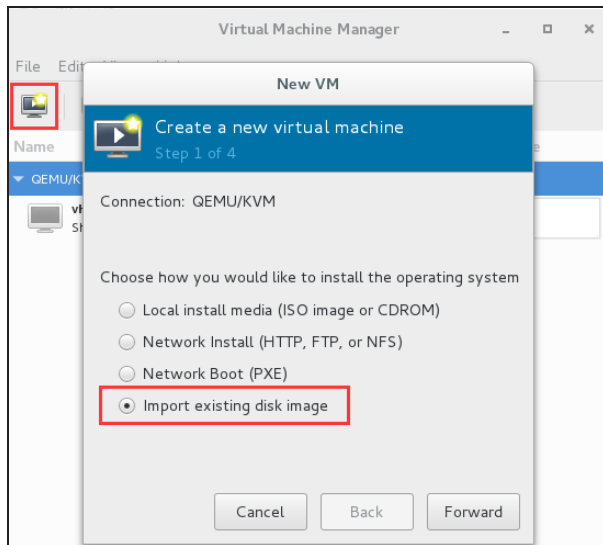 Virtual Machine Manager
File Edit
New VM
Create a new virtual machine
Step 1 of 4
Name
QEMU/K
Connection: QEMU/KVM
Choose how you would like to install the operating system
Local install media (ISO image or CDROM)
Network Install (HTTP, FTP, or NFS)
Network Boot (PXE)
Import existing disk image
Cancel Back Forward